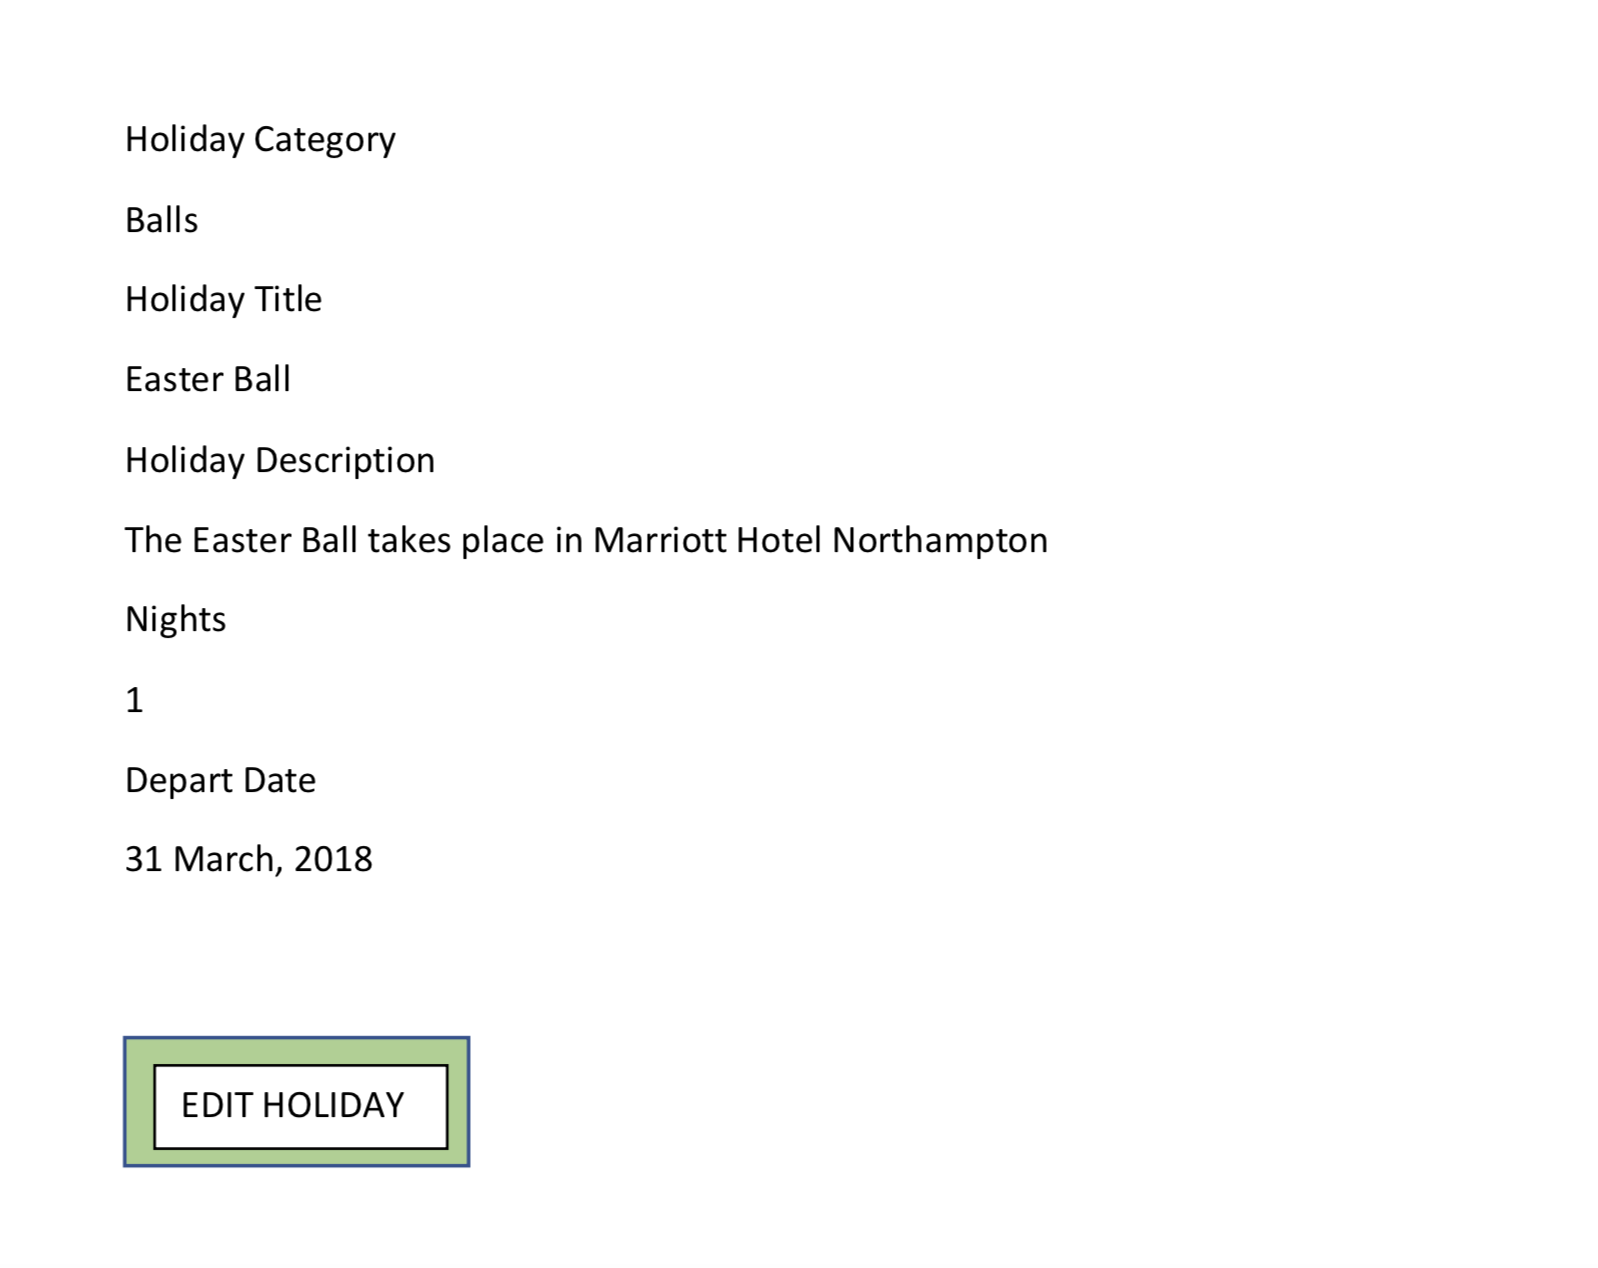 Holiday Category
Balls
Holiday Title
Easter Ball
Holiday Description
The Easter Ball takes place in Marriott Hotel Northampton
Nights
1
Depart Date
31 March, 2018
EDIT HOLIDAY